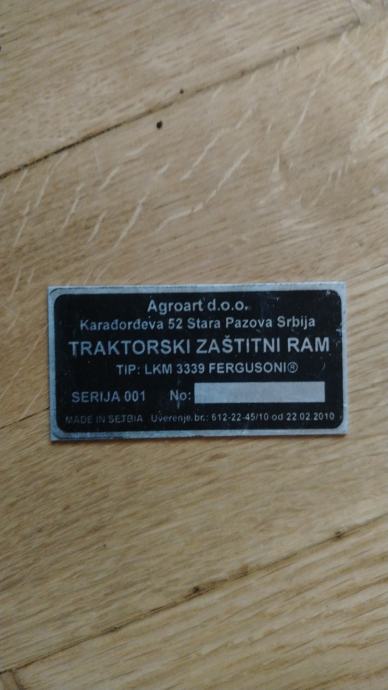 Agroart d.o.o.
Karađorđeva 52 Stara Pazova Srbija
TRAKTORSKI ZAŠTITNI RAM
TIP: LKM 3339 FERGUSONI®
SERIJA 001 No:
MADE IN SETBIA Uverenje.br.: 612-22-45/10 od 22.02.2010